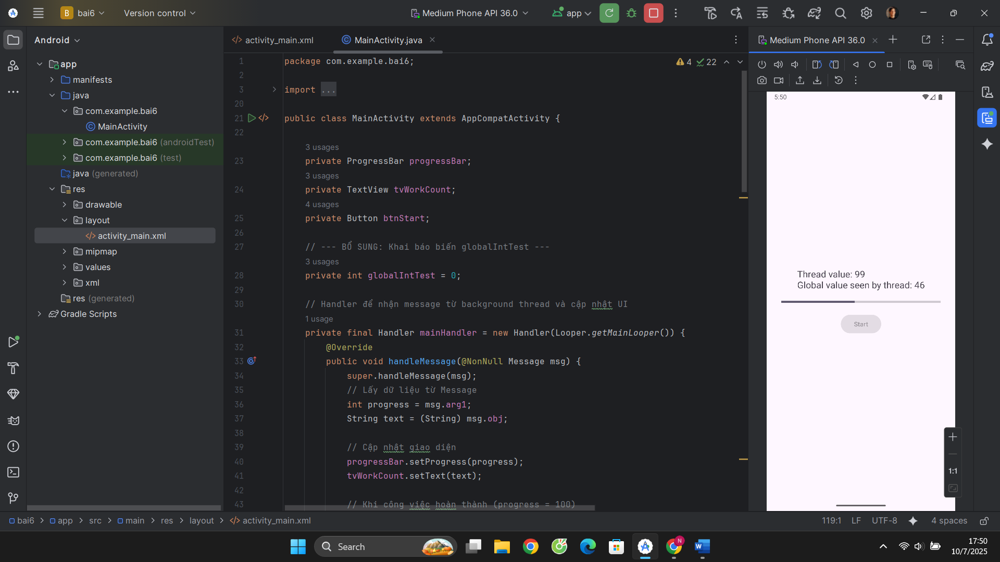 B bai6 Version control Medium Phone API 36.0 app
Android
app
manifests
java
com.example.bai6
MainActivity
com.example.bai6 (androidTest)
com.example.bai6 (test)
java (generated)
res
drawable
layout
activity_main.xml
mipmap
values
xml
res (generated)
Gradle Scripts
activity_main.xml MainActivity.java
4 22
1 package com.example.bai6;
2
3 import ...
20
21 public class MainActivity extends AppCompatActivity {
22
3 usages
23 private ProgressBar progressBar;
3 usages
24 private TextView tvWorkCount;
4 usages
25 private Button btnStart;
26
27 // --- BỔ SUNG: Khai báo biến globalIntTest ---
3 usages
28 private int globalIntTest = 0;
29
30 // Handler để nhận message từ background thread và cập nhật UI
1 usage
31 private final Handler mainHandler = new Handler(Looper.getMainLooper()) {
32 @Override
33 public void handleMessage(@NonNull Message msg) {
34 super.handleMessage(msg);
35 // Lấy dữ liệu từ Message
36 int progress = msg.arg1;
37 String text = (String) msg.obj;
38
39 // Cập nhật giao diện
40 progressBar.setProgress(progress);
41 tvWorkCount.setText(text);
42
43 // Khi công việc hoàn thành (progress = 100)
Medium Phone API 36.0
5:50
Thread value: 99
Global value seen by thread: 46
Start
1:1
bai6 > app > src > main > res > layout > activity_main.xml
119:1 LF UTF-8 4 spaces
Search
N
W
17:50
10/7/2025